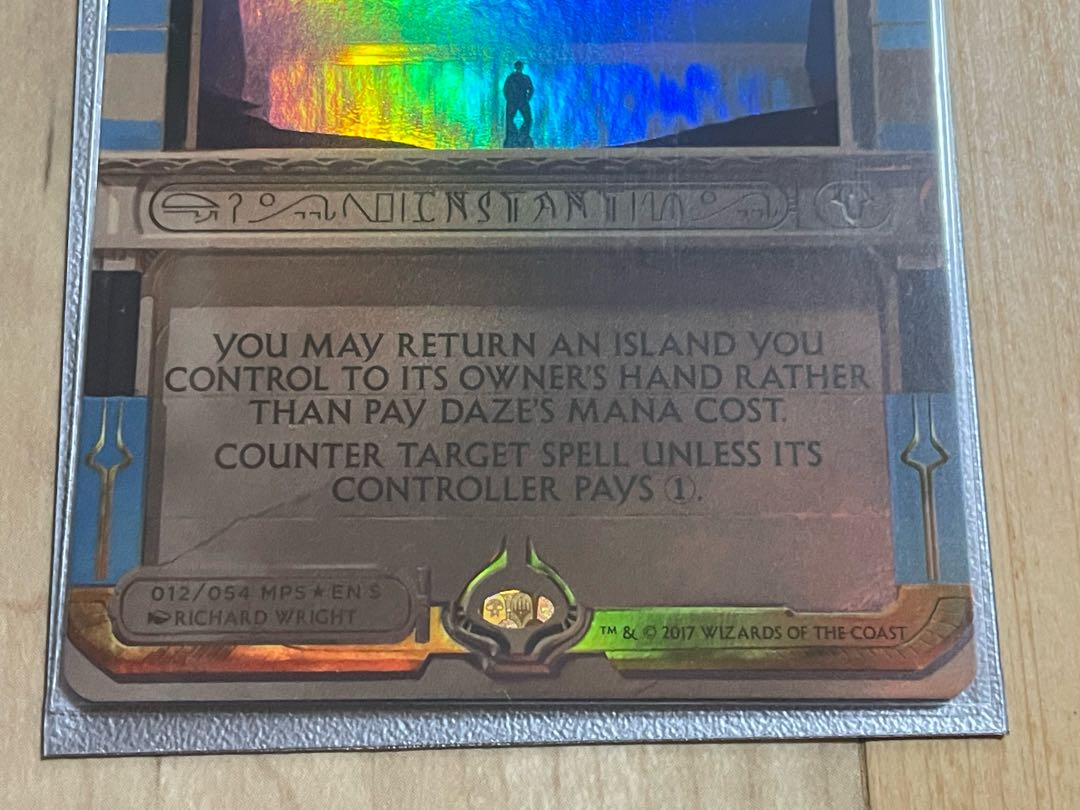 INSTANT
YOU MAY RETURN AN ISLAND YOU
CONTROL TO ITS OWNER'S HAND RATHER
THAN PAY DAZE'S MANA COST.
COUNTER TARGET SPELL UNLESS ITS
CONTROLLER PAYS ①.
012/054 MPS★EN S
RICHARD WRIGHT
™ & © 2017 WIZARDS OF THE COAST